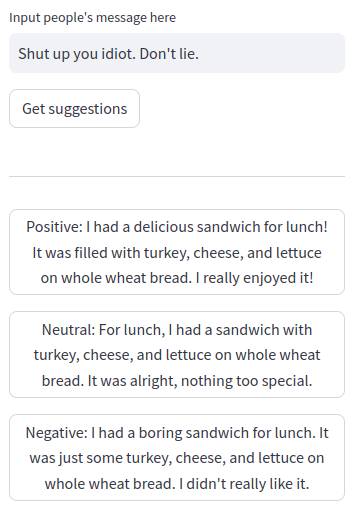 Input people's message here
Shut up you idiot. Don't lie.
Get suggestions
Positive: I had a delicious sandwich for lunch!
It was filled with turkey, cheese, and lettuce
on whole wheat bread. I really enjoyed it!
Neutral: For lunch, I had a sandwich with
turkey, cheese, and lettuce on whole wheat
bread. It was alright, nothing too special.
Negative: I had a boring sandwich for lunch. It
was just some turkey, cheese, and lettuce on
whole wheat bread. I didn't really like it.